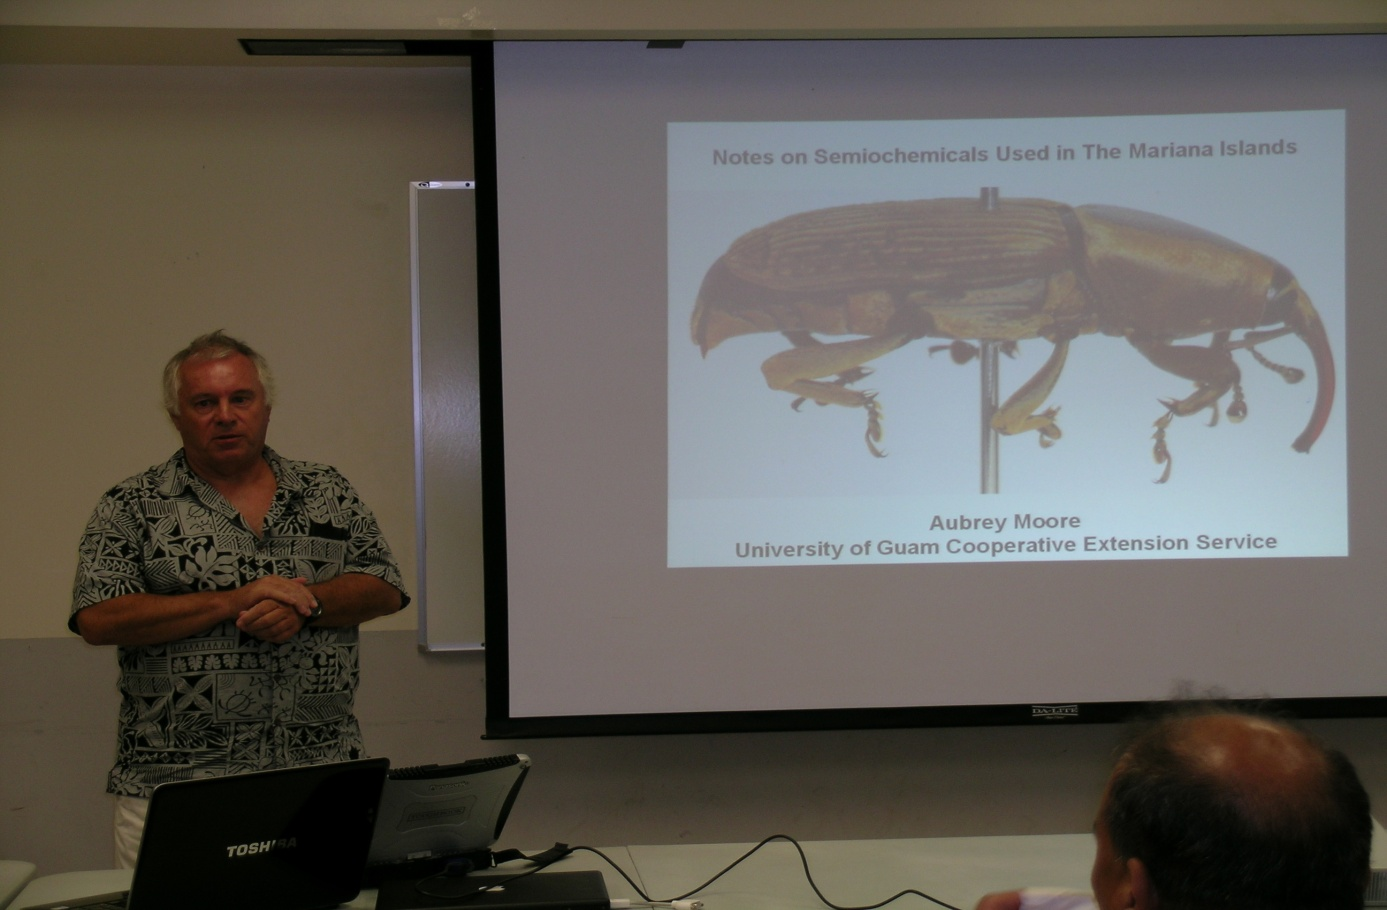 Notes on Semiochemicals Used in The Mariana Islands
Aubrey Moore
University of Guam Cooperative Extension Service
DA-LITE
TOSHIBA